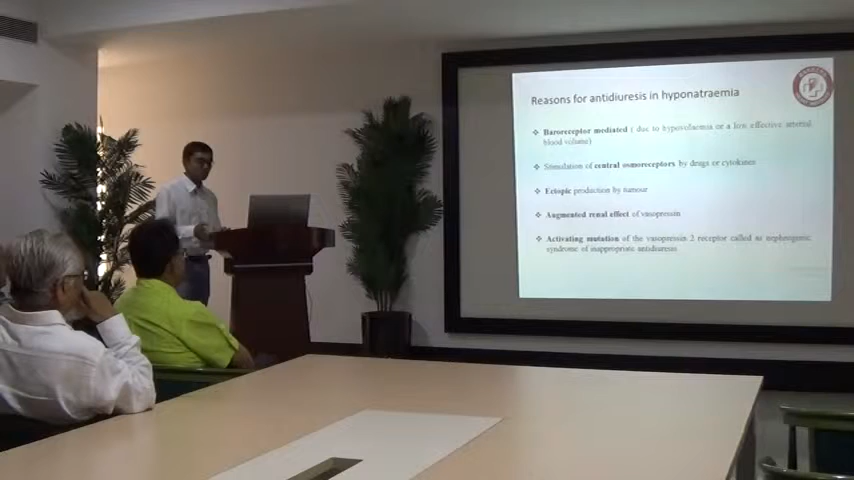 Reasons for antidiuresis in hyponatraemia
❖ Baroreceptor mediated ( due to hypovolaemia or a low effective arterial
blood volume)
❖ Stimulation of central osmoreceptors by drugs or cytokines
❖ Ectopic production by tumour
❖ Augmented renal effect of vasopressin
❖ Activating mutation of the vasopressin 2 receptor called as nephrogenic
syndrome of inappropriate antidiuresis